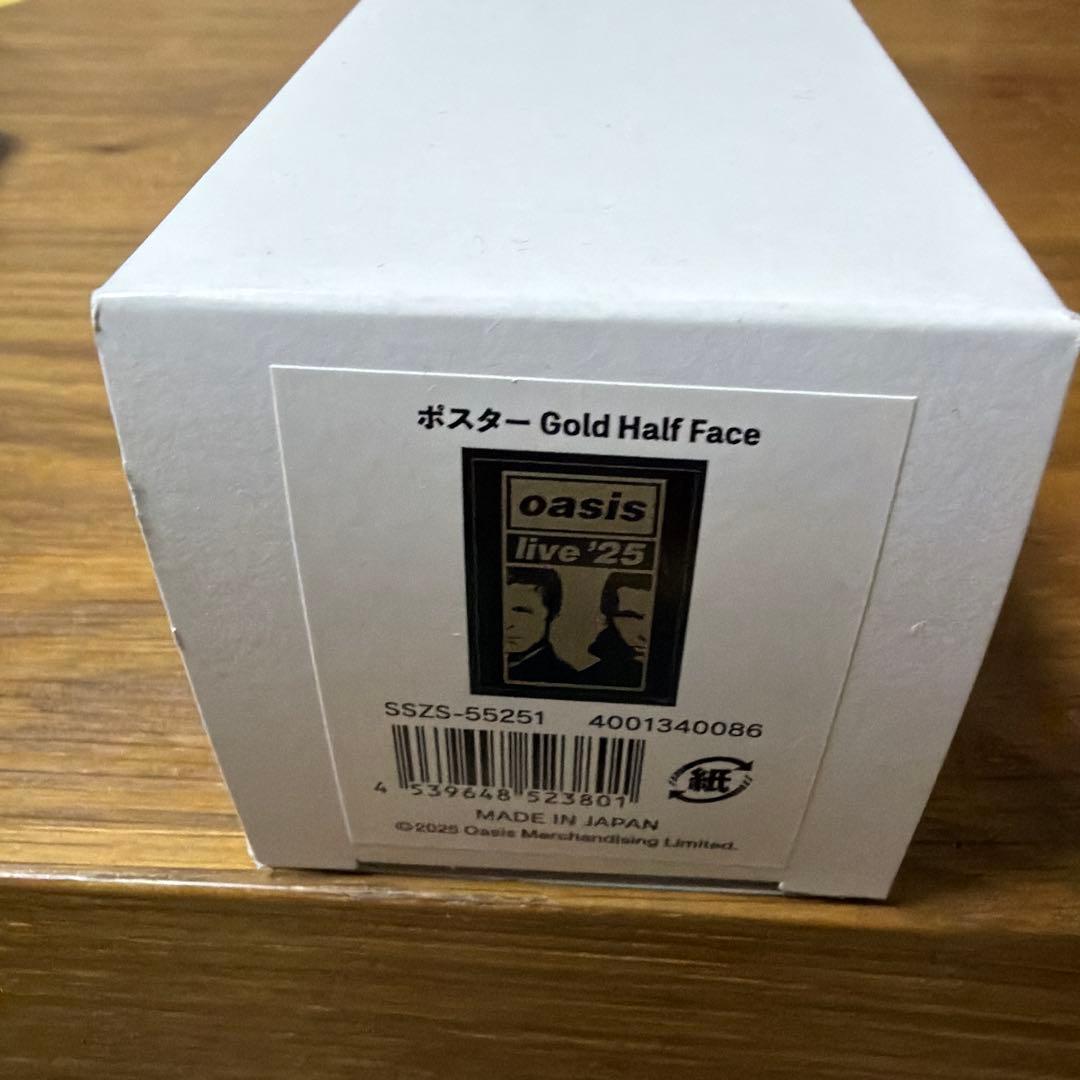 ポスター Gold Half Face
oasis
live '25
SSZS-55251 4001340086
4 539648 523801
紙
MADE IN JAPAN
©2025 Oasis Merchandising Limited.